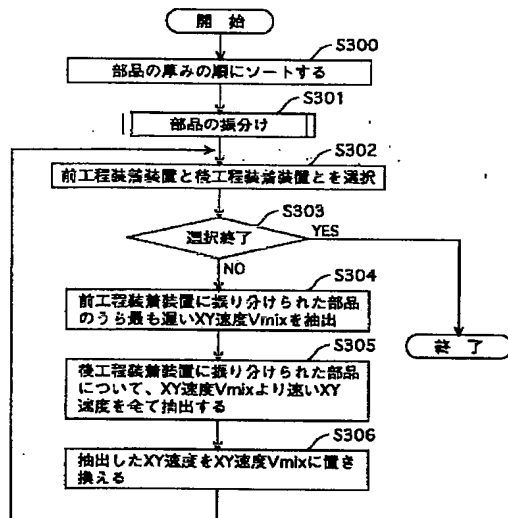 開 始
S300
部品の厚みの順にソートする
S301
部品の振分け
S302
前工程装着装置と後工程装着装置とを選択
S303
選択終了
YES
NO
S304
前工程装着装置に振り分けられた部品
のうち最も遅いXY速度Vmixを抽出
終 了
S305
後工程装着装置に振り分けられた部品
について、XY速度Vmixより速いXY
速度を全て抽出する
S306
抽出したXY速度をXY速度Vmixに置き
換える